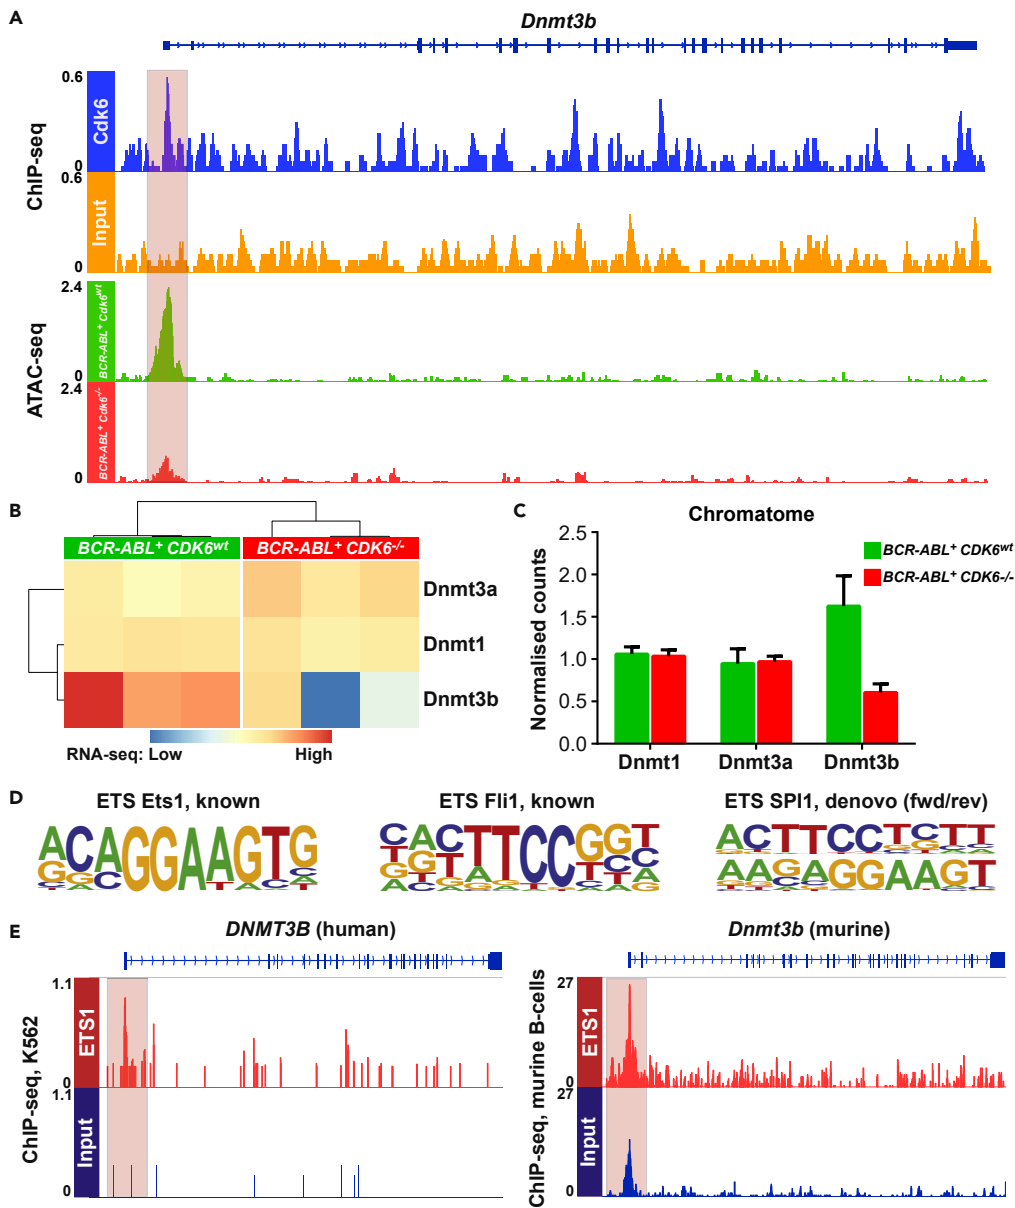 A
Dnmt3b
ChIP-seq
0.6
Cdk6
0
0.6
Input
0
ATAC-seq
2.4
BCR-ABL+ Cdk6wt
0
2.4
BCR-ABL+ Cdk6-/-
0
B
BCR-ABL+ CDK6wt
BCR-ABL+ CDK6-/-
Dnmt3a
Dnmt1
Dnmt3b
RNA-seq: Low
High
C
Chromatome
Normalised counts
2.5
2.0
1.5
1.0
0.5
0.0
BCR-ABL+ CDK6wt
BCR-ABL+ CDK6-/-
Dnmt1
Dnmt3a
Dnmt3b
D
ETS Ets1, known
ETS Fli1, known
ETS SPI1, denovo (fwd/rev)
ACAGGAAGTG
CACTTCCGGT
ACTTCCTCTT
AAGAGGAAGT
E
DNMT3B (human)
ChIP-seq, K562
1.1
ETS1
0
1.1
Input
0
Dnmt3b (murine)
ChIP-seq, murine B-cells
27
ETS1
0
27
Input
0